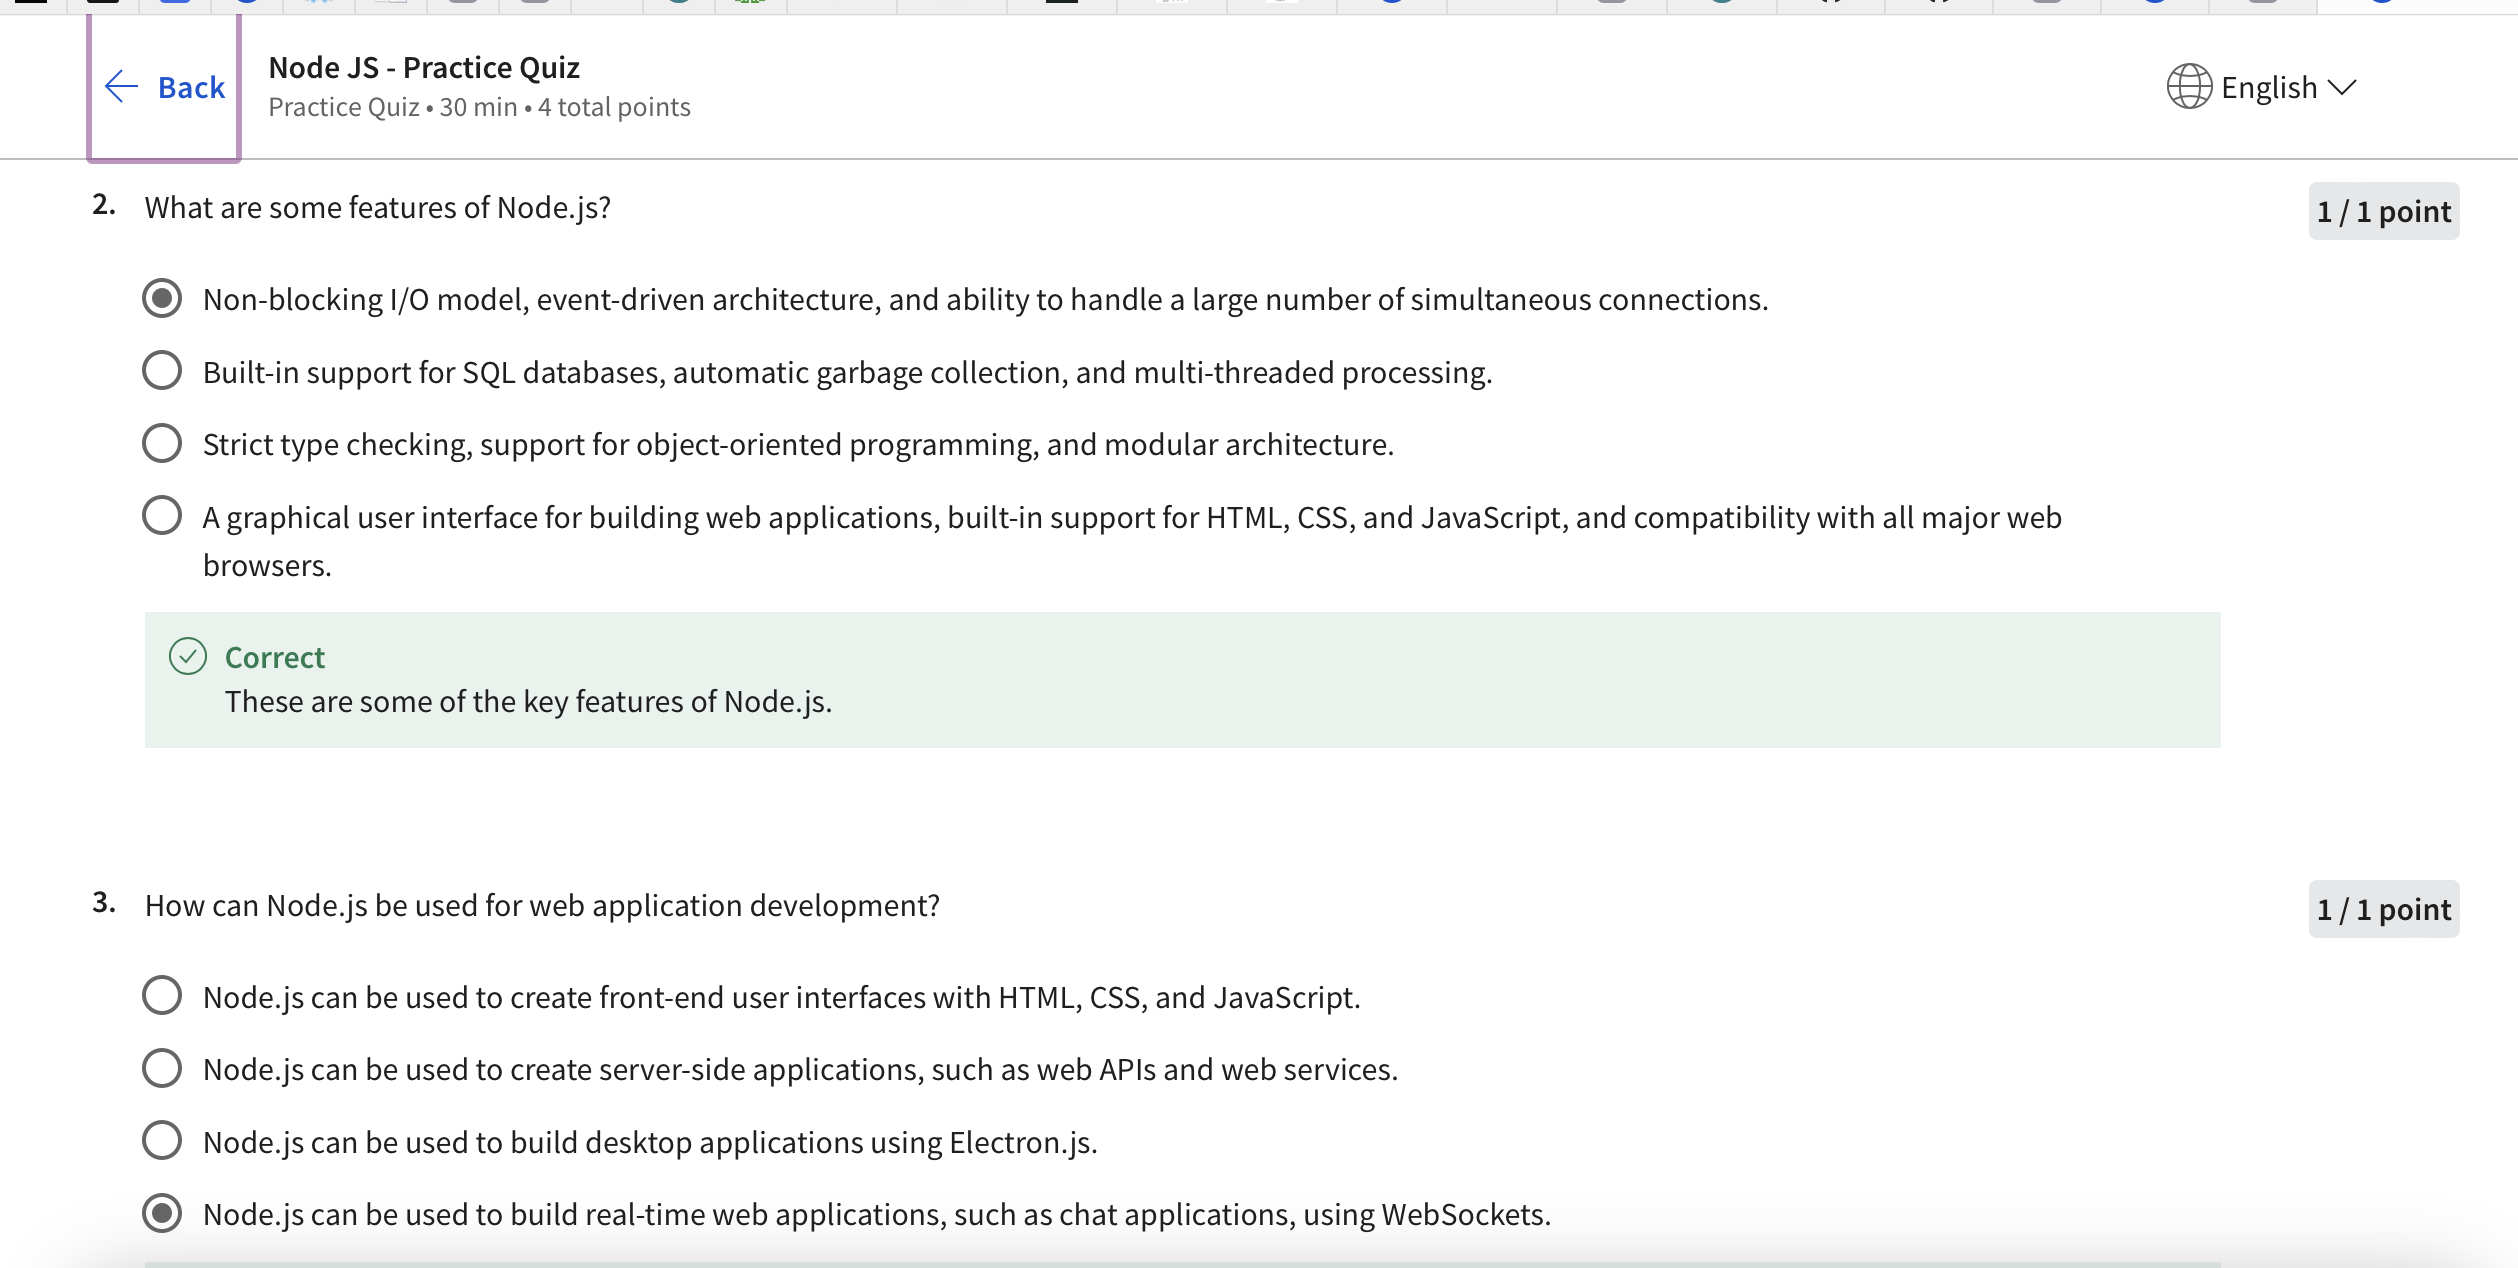 Back
Node JS - Practice Quiz
Practice Quiz • 30 min • 4 total points
English
2. What are some features of Node.js?
1 / 1 point
Non-blocking I/O model, event-driven architecture, and ability to handle a large number of simultaneous connections.
Built-in support for SQL databases, automatic garbage collection, and multi-threaded processing.
Strict type checking, support for object-oriented programming, and modular architecture.
A graphical user interface for building web applications, built-in support for HTML, CSS, and JavaScript, and compatibility with all major web
browsers.
Correct
These are some of the key features of Node.js.
3. How can Node.js be used for web application development?
1 / 1 point
Node.js can be used to create front-end user interfaces with HTML, CSS, and JavaScript.
Node.js can be used to create server-side applications, such as web APIs and web services.
Node.js can be used to build desktop applications using Electron.js.
Node.js can be used to build real-time web applications, such as chat applications, using WebSockets.